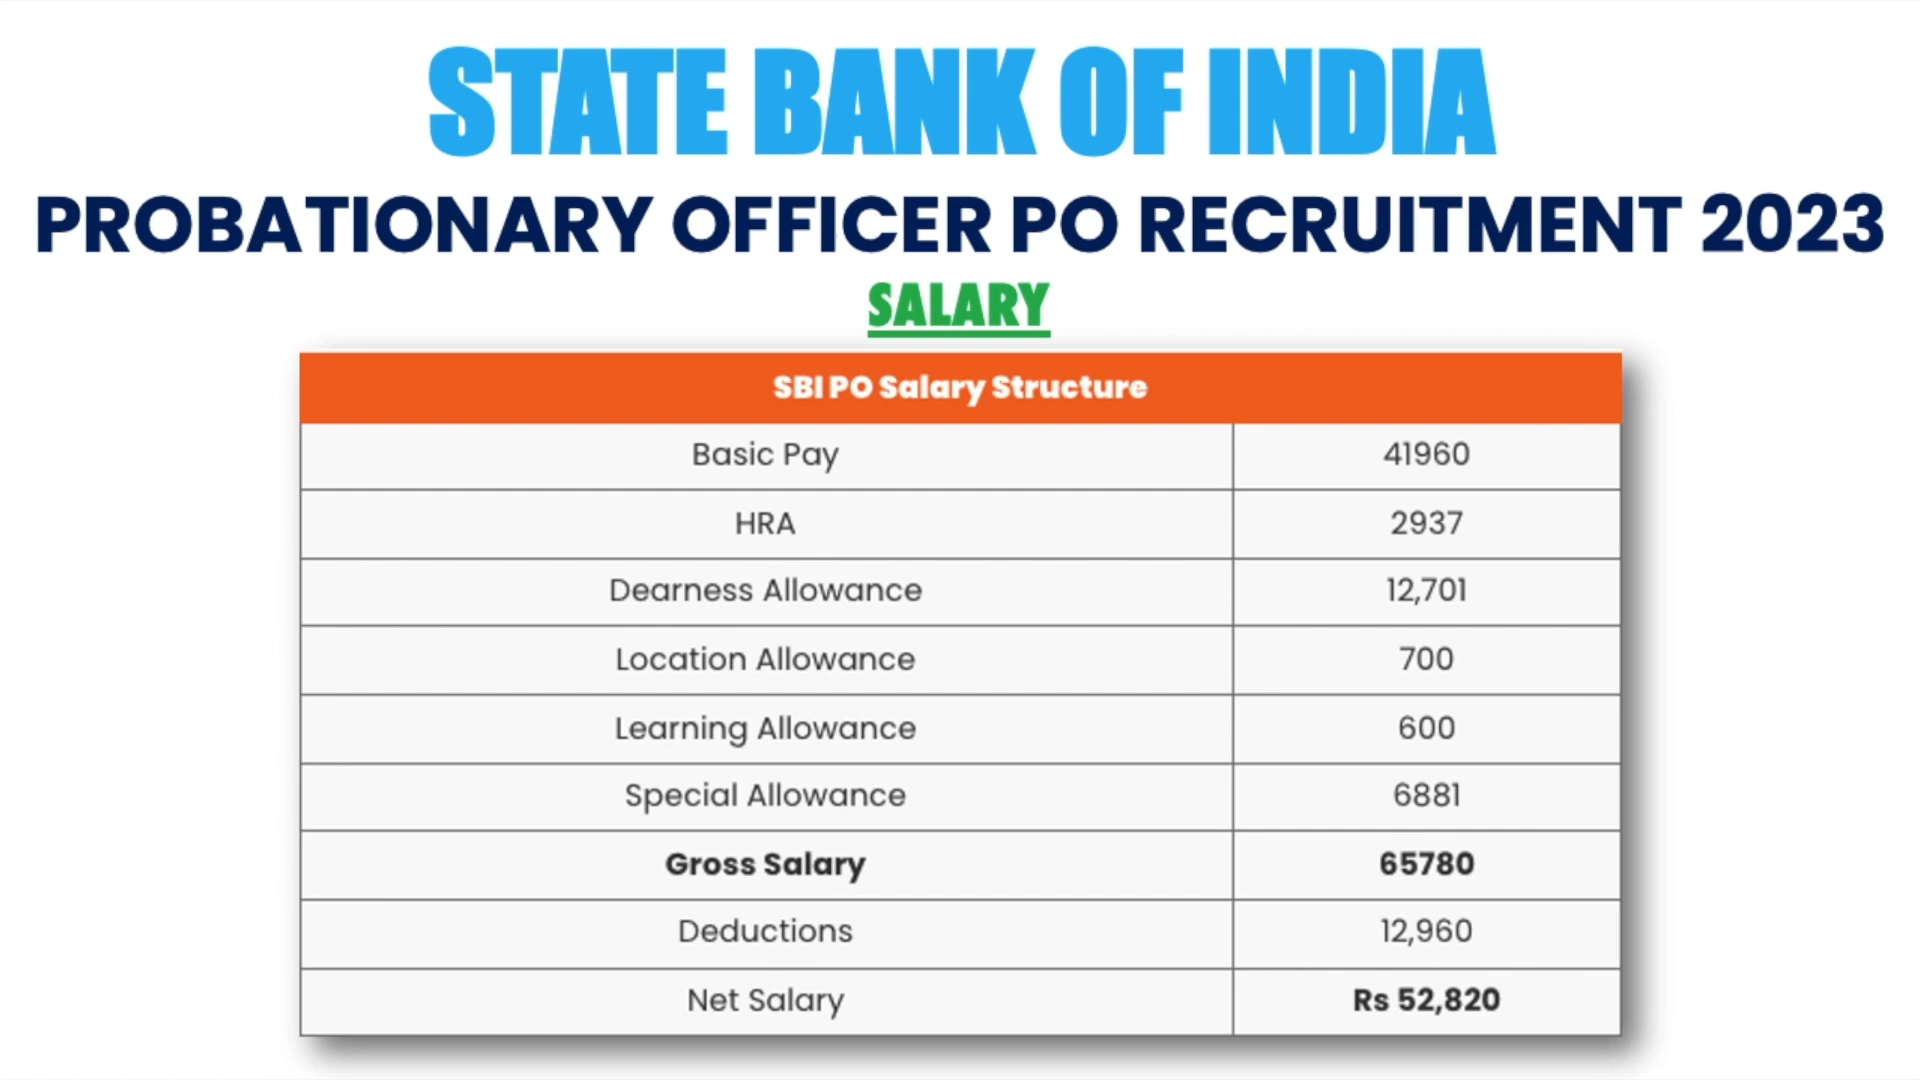 STATE BANK OF INDIA
PROBATIONARY OFFICER PO RECRUITMENT 2023
SALARY
SBI PO Salary Structure
Basic Pay 41960
HRA 2937
Dearness Allowance 12,701
Location Allowance 700
Learning Allowance 600
Special Allowance 6881
Gross Salary 65780
Deductions 12,960
Net Salary Rs 52,820